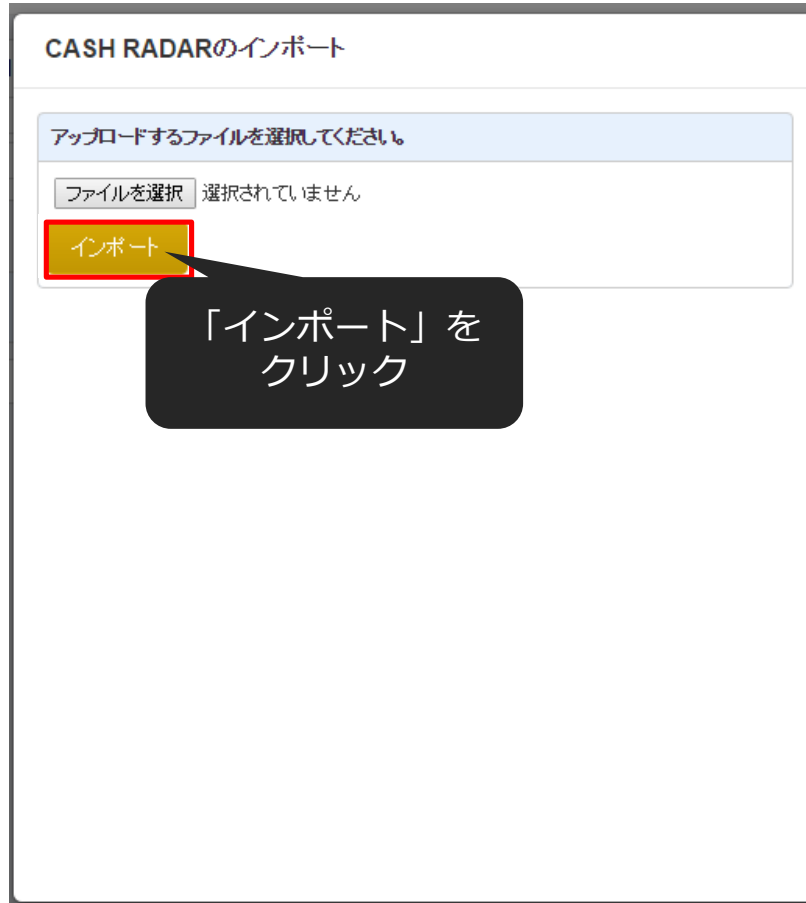 CASH RADARのインポート
アップロードするファイルを選択してください。
ファイルを選択 選択されていません
インポート
「インポート」を
クリック